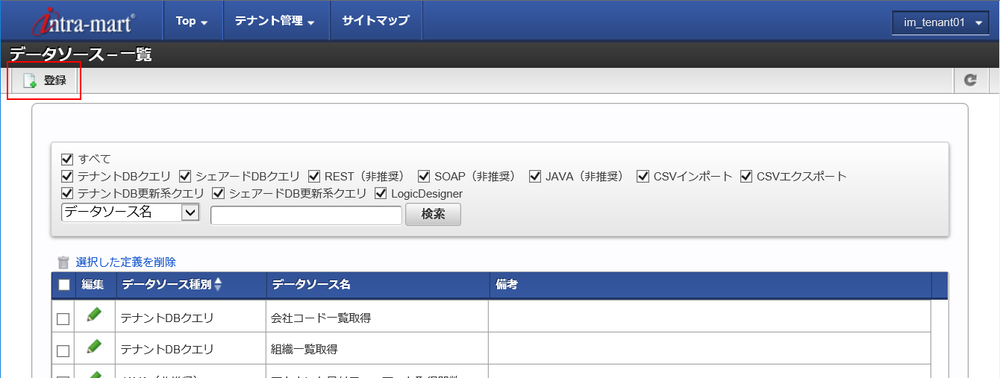 intra-mart Top テナント管理 サイトマップ im_tenant01
データソース – 一覧
登録
すべて
テナントDBクエリ シェアードDBクエリ REST（非推奨） SOAP（非推奨） JAVA（非推奨） CSVインポート CSVエクスポート
テナントDB更新系クエリ シェアードDB更新系クエリ LogicDesigner
データソース名 検索
選択した定義を削除
編集 データソース種別 データソース名 備考
テナントDBクエリ 会社コード一覧取得
テナントDBクエリ 組織一覧取得